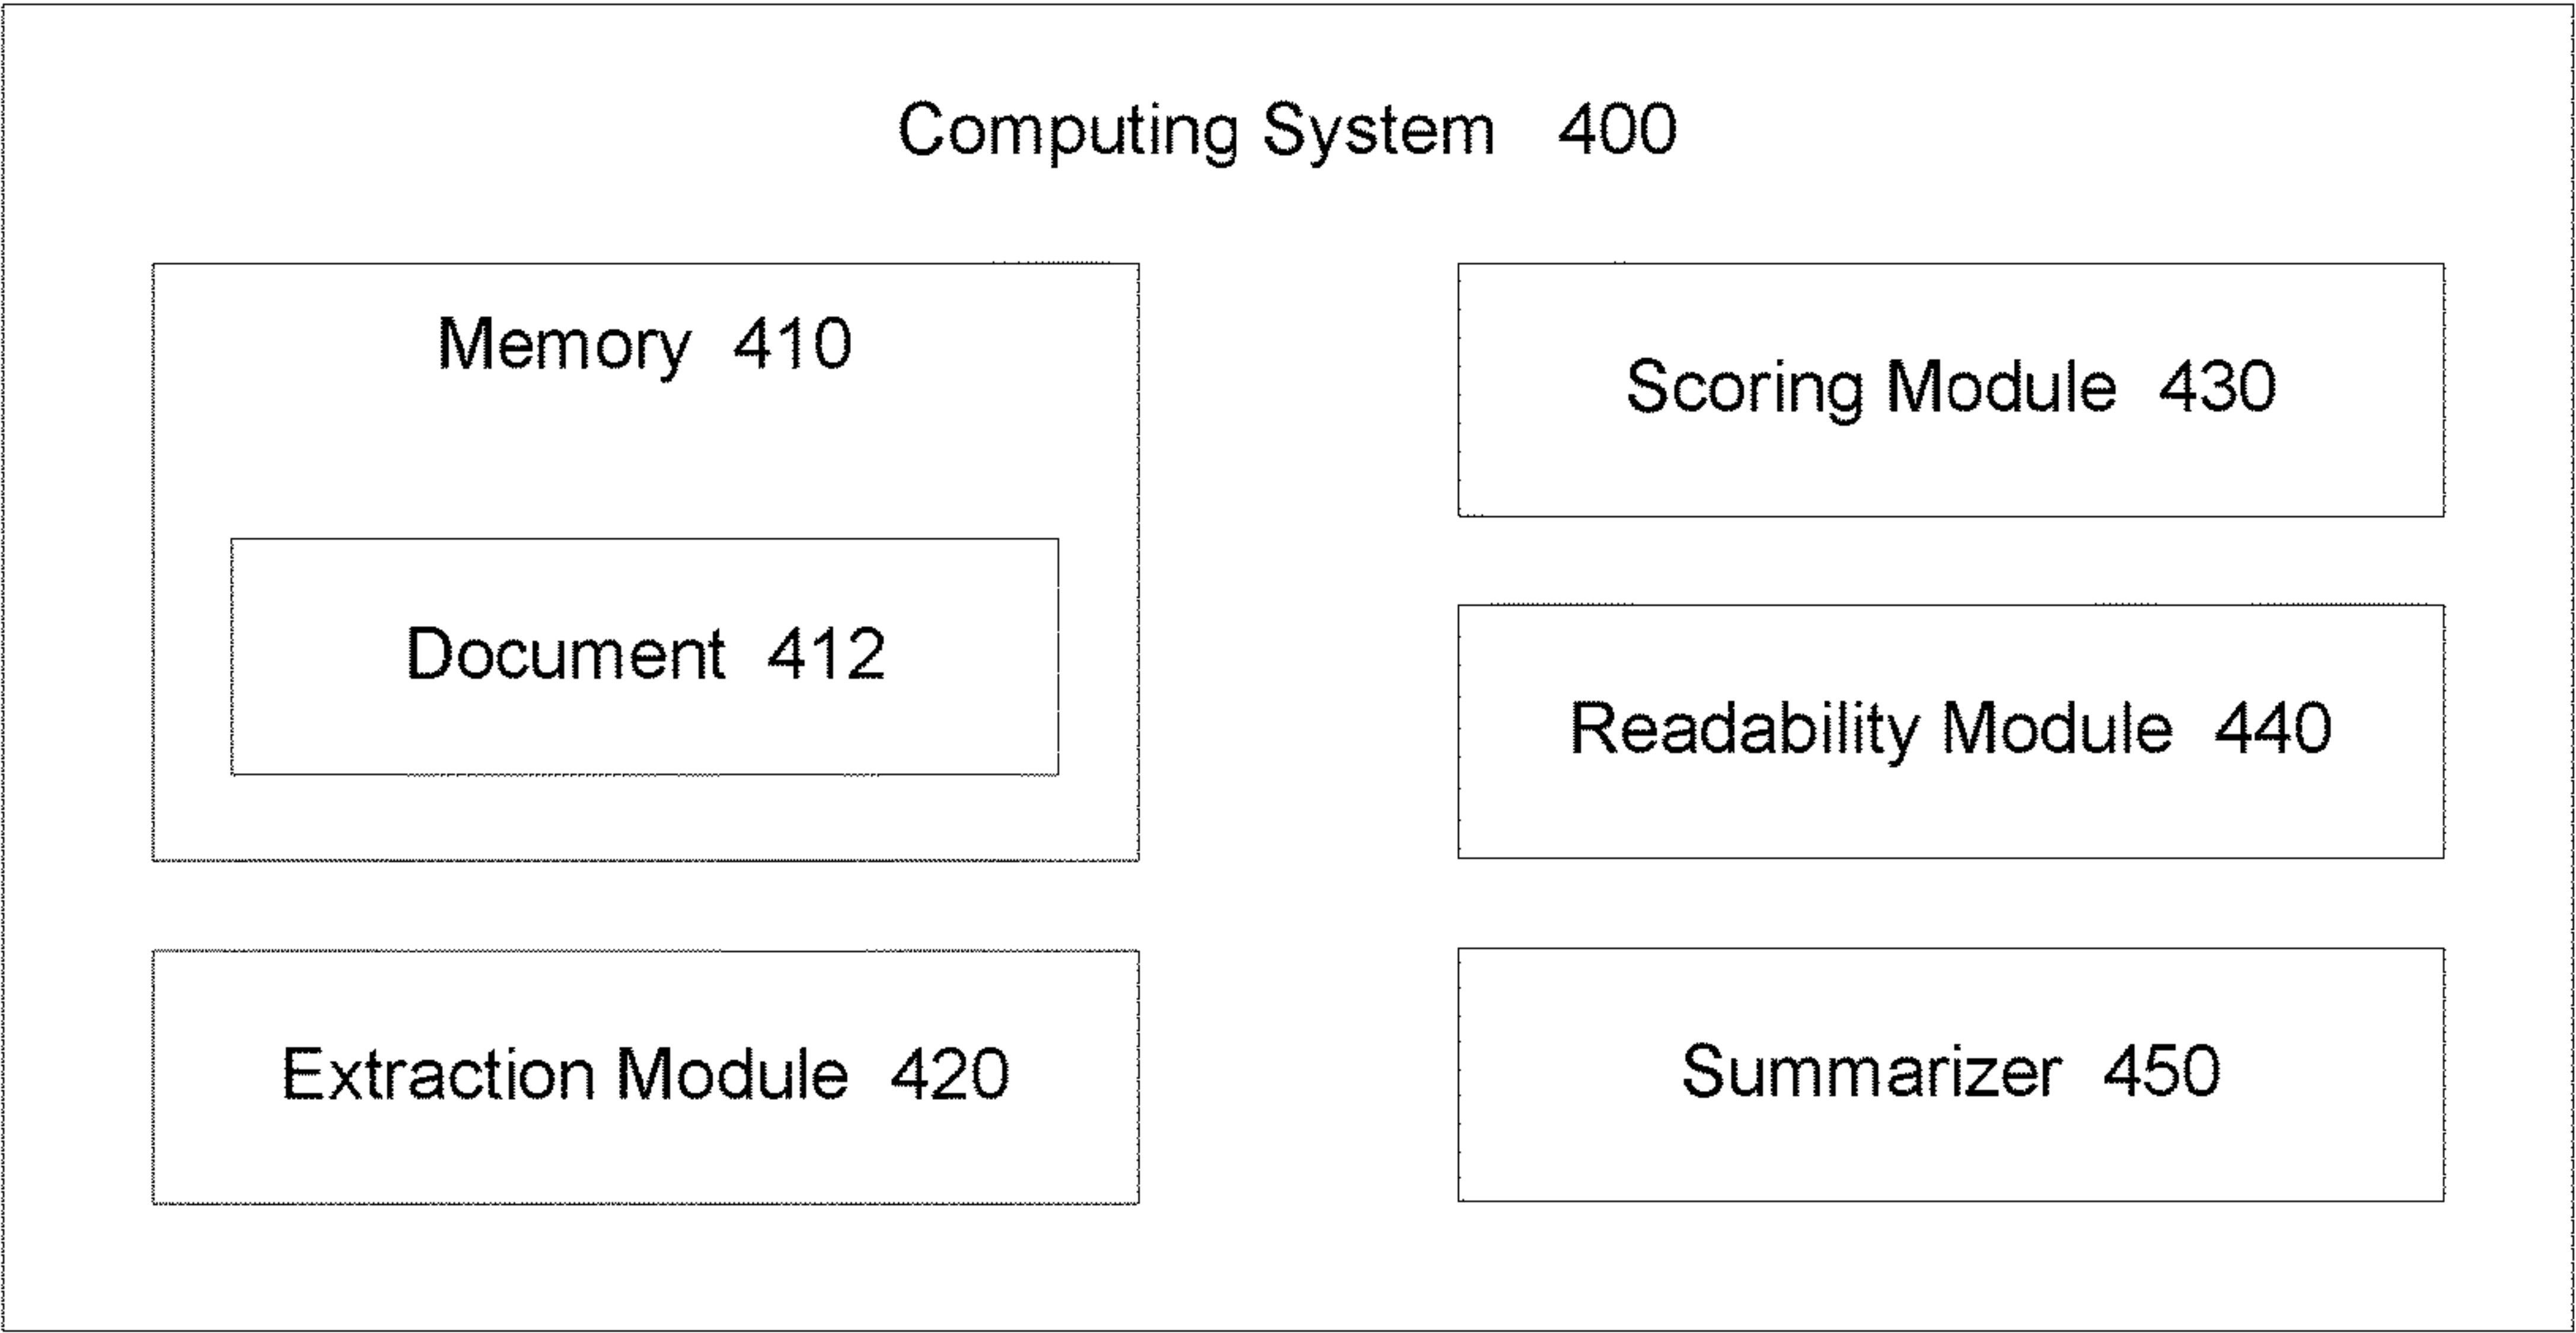 Computing System 400
Memory 410
Document 412
Extraction Module 420
Scoring Module 430
Readability Module 440
Summarizer 450